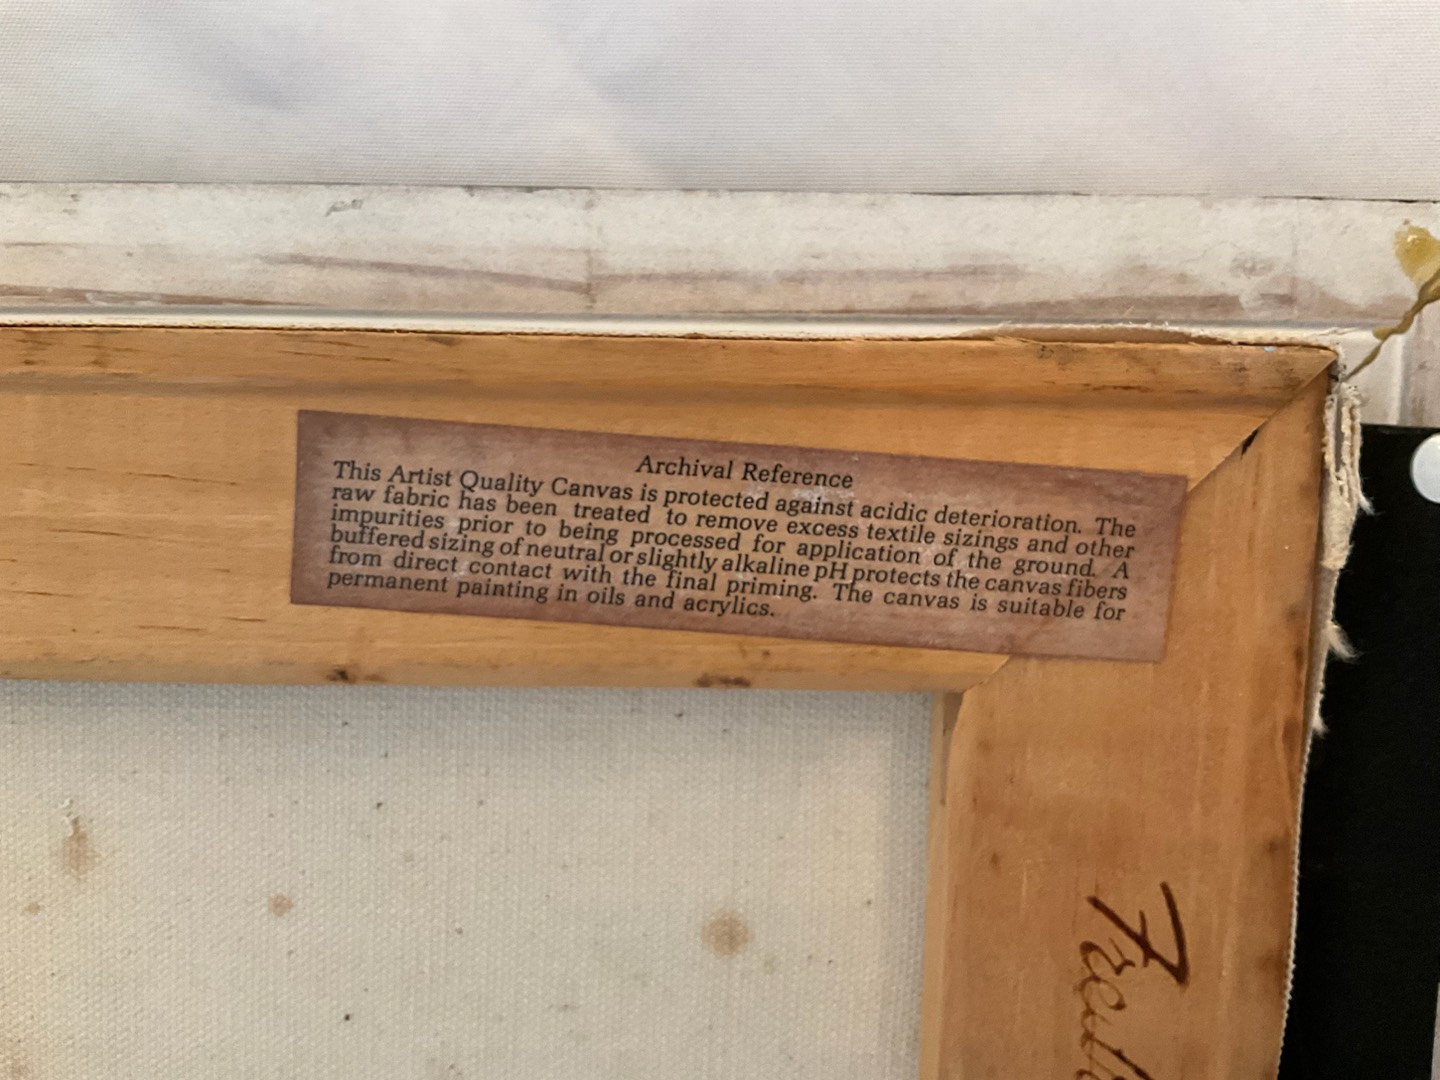 Archival Reference
This Artist Quality Canvas is protected against acidic deterioration. The
raw fabric has been treated to remove excess textile sizings and other
impurities prior to being processed for application of the ground. A
buffered sizing of neutral or slightly alkaline pH protects the canvas fibers
from direct contact with the final priming. The canvas is suitable for
permanent painting in oils and acrylics.